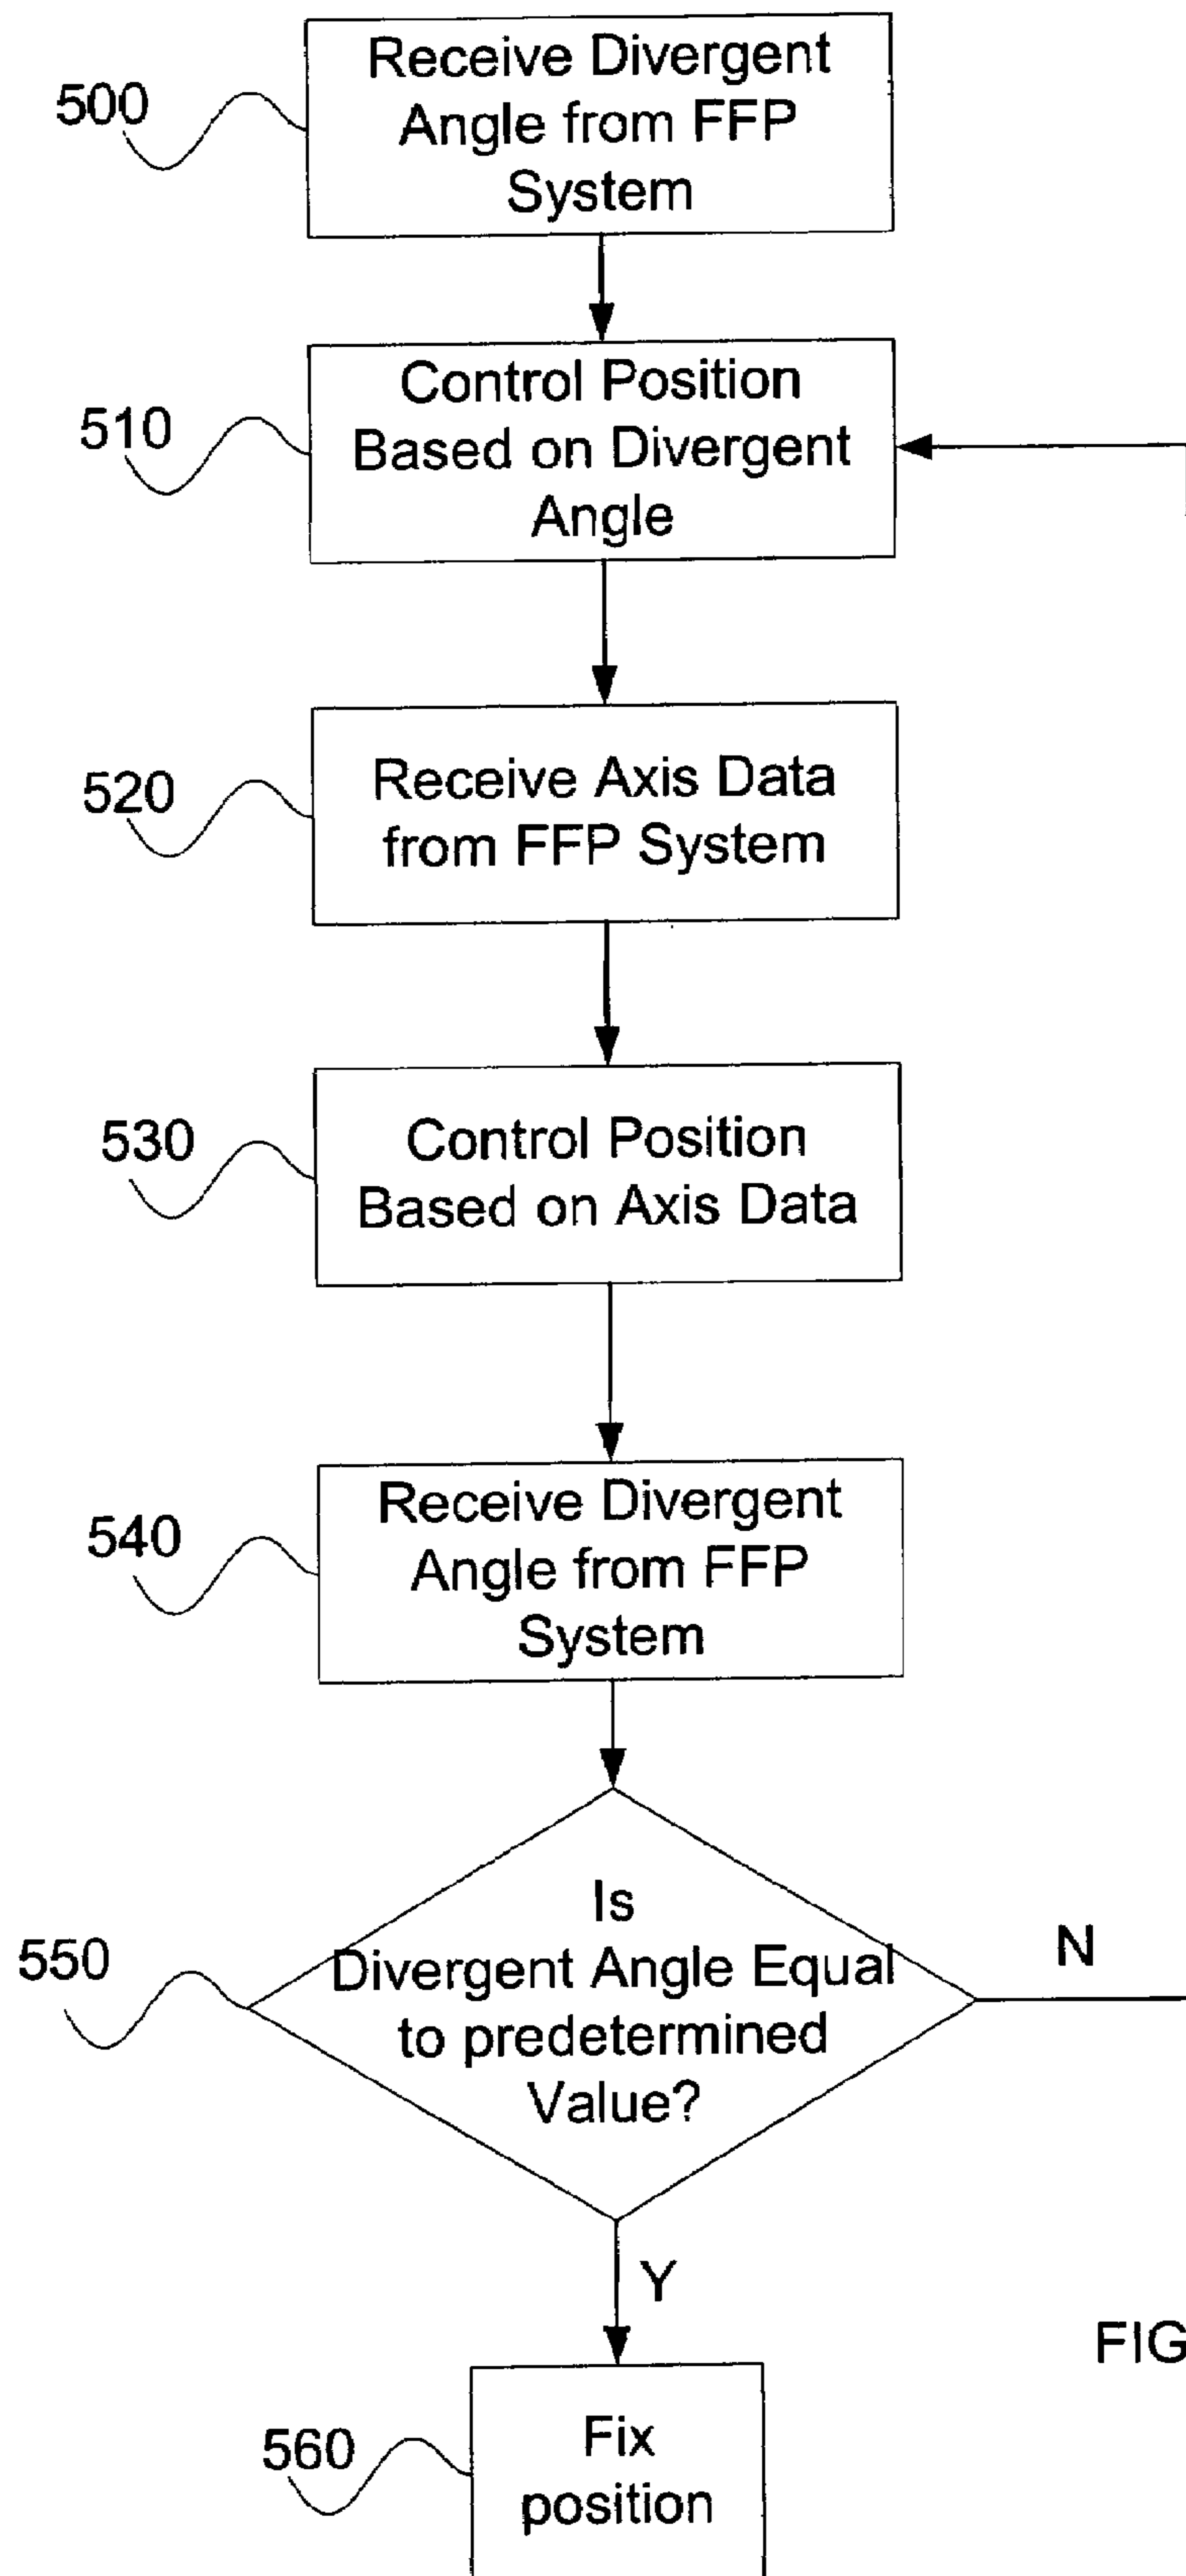 500
Receive Divergent
Angle from FFP
System
510
Control Position
Based on Divergent
Angle
520
Receive Axis Data
from FFP System
530
Control Position
Based on Axis Data
540
Receive Divergent
Angle from FFP
System
550
Is
Divergent Angle Equal
to predetermined
Value?
N
Y
FIG
560
Fix
position